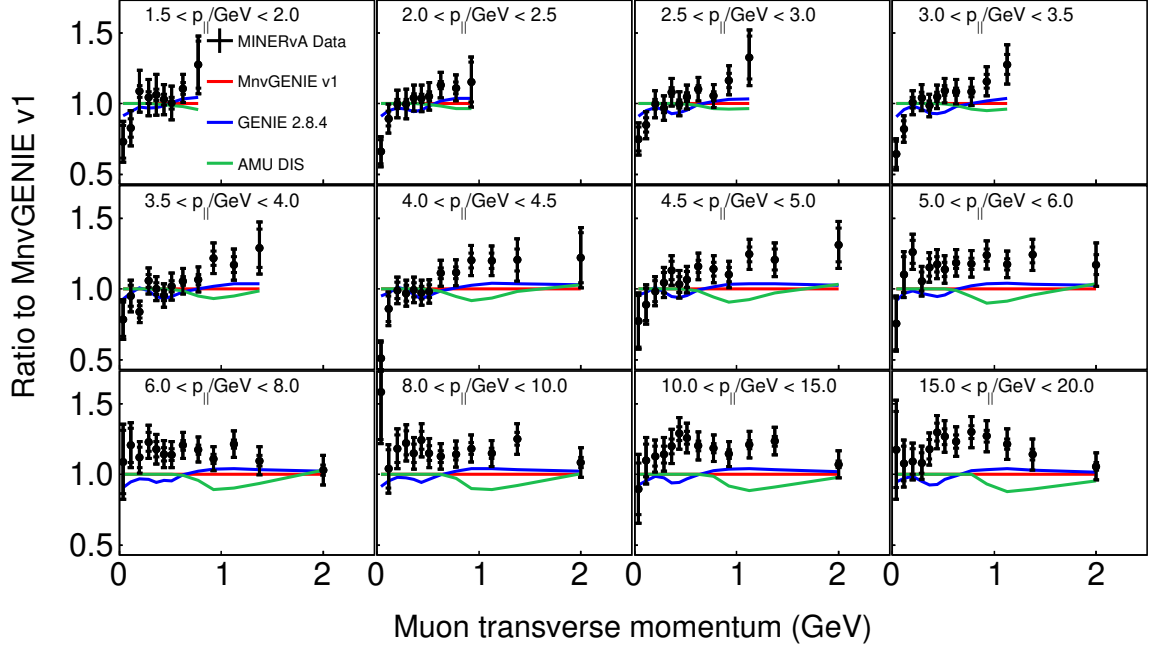 1.5 < p||/GeV < 2.0
2.0 < p||/GeV < 2.5
2.5 < p||/GeV < 3.0
3.0 < p||/GeV < 3.5
MINERvA Data
MnvGENIE v1
GENIE 2.8.4
AMU DIS
1.5
1.0
0.5
3.5 < p||/GeV < 4.0
4.0 < p||/GeV < 4.5
4.5 < p||/GeV < 5.0
5.0 < p||/GeV < 6.0
1.5
1.0
0.5
6.0 < p||/GeV < 8.0
8.0 < p||/GeV < 10.0
10.0 < p||/GeV < 15.0
15.0 < p||/GeV < 20.0
1.5
1.0
0.5
0 1 2 0 1 2 0 1 2 0 1 2
Ratio to MnvGENIE v1
Muon transverse momentum (GeV)